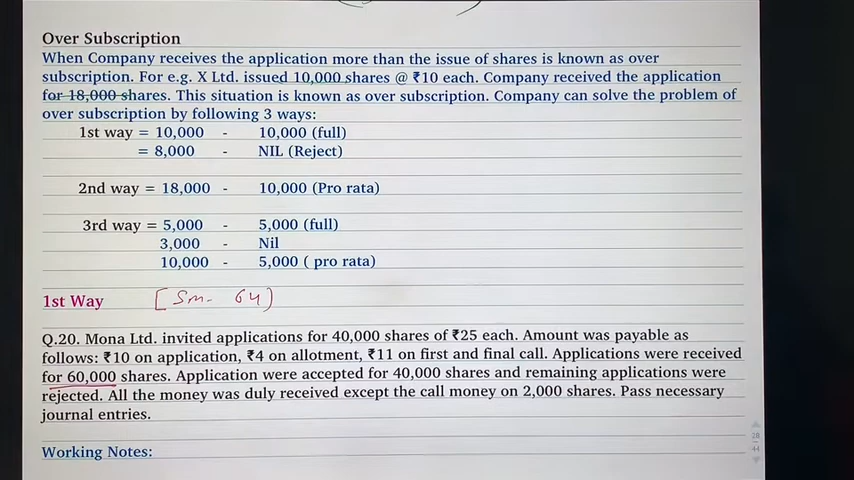 Over Subscription
When Company receives the application more than the issue of shares is known as over
subscription. For e.g. X Ltd. issued 10,000 shares @ ₹10 each. Company received the application
for 18,000 shares. This situation is known as over subscription. Company can solve the problem of
over subscription by following 3 ways:
1st way = 10,000 - 10,000 (full)
= 8,000 - NIL (Reject)
2nd way = 18,000 - 10,000 (Pro rata)
3rd way = 5,000 - 5,000 (full)
3,000 - Nil
10,000 - 5,000 ( pro rata)
1st Way [Sm. 64)
Q.20. Mona Ltd. invited applications for 40,000 shares of ₹25 each. Amount was payable as
follows: ₹10 on application, ₹4 on allotment, ₹11 on first and final call. Applications were received
for 60,000 shares. Application were accepted for 40,000 shares and remaining applications were
rejected. All the money was duly received except the call money on 2,000 shares. Pass necessary
journal entries.
28
44
Working Notes: